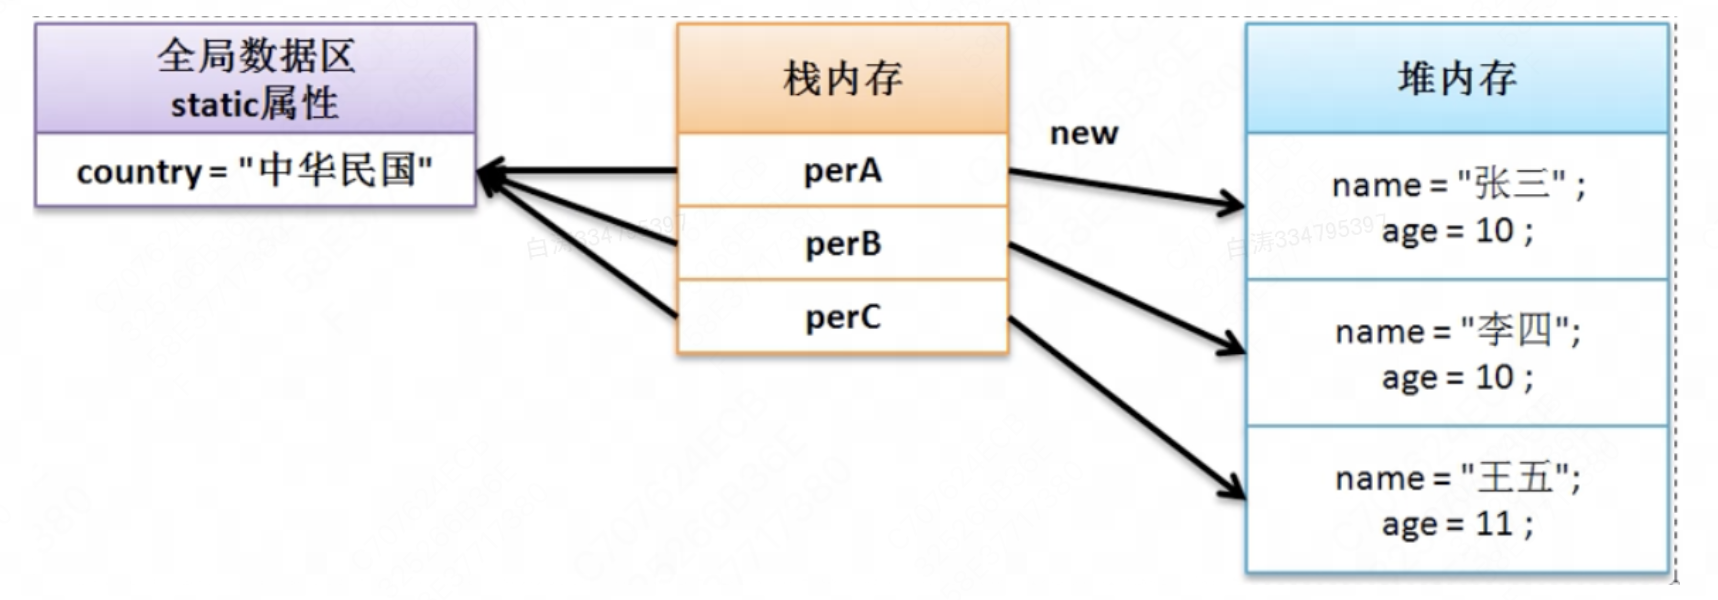 全局数据区
static属性
country = "中华民国"
栈内存
perA
perB
perC
new
堆内存
name = "张三" ;
age = 10 ;
name = "李四";
age = 10 ;
name = "王五";
age = 11 ;
白涛334795397
白涛334795397